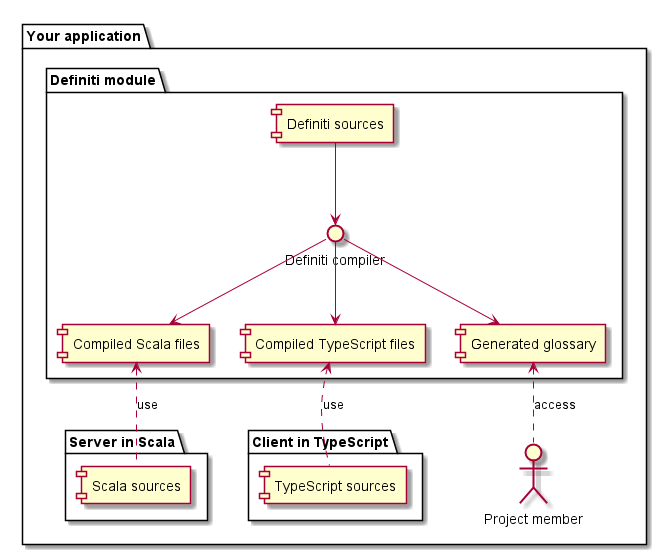 Your application
Definiti module
Definiti sources
Definiti compiler
Compiled Scala files
Compiled TypeScript files
Generated glossary
use
use
access
Server in Scala
Client in TypeScript
Scala sources
TypeScript sources
Project member